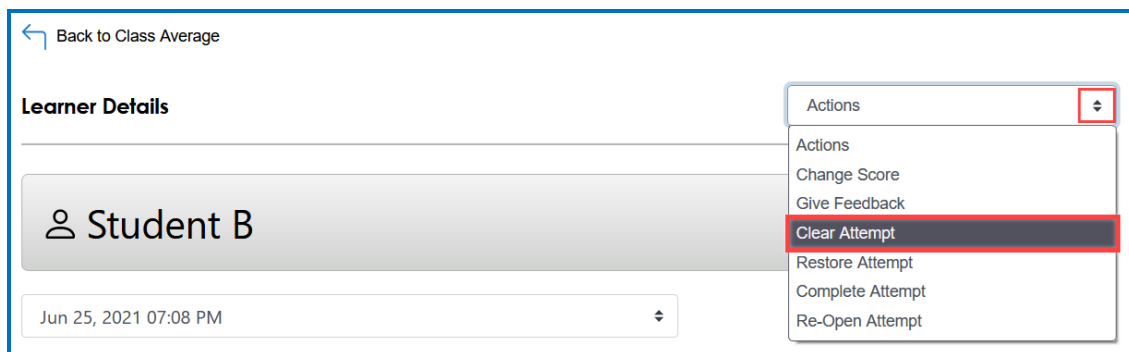 Back to Class Average
Learner Details
Actions
Actions
Change Score
Give Feedback
Clear Attempt
Restore Attempt
Complete Attempt
Re-Open Attempt
Student B
Jun 25, 2021 07:08 PM